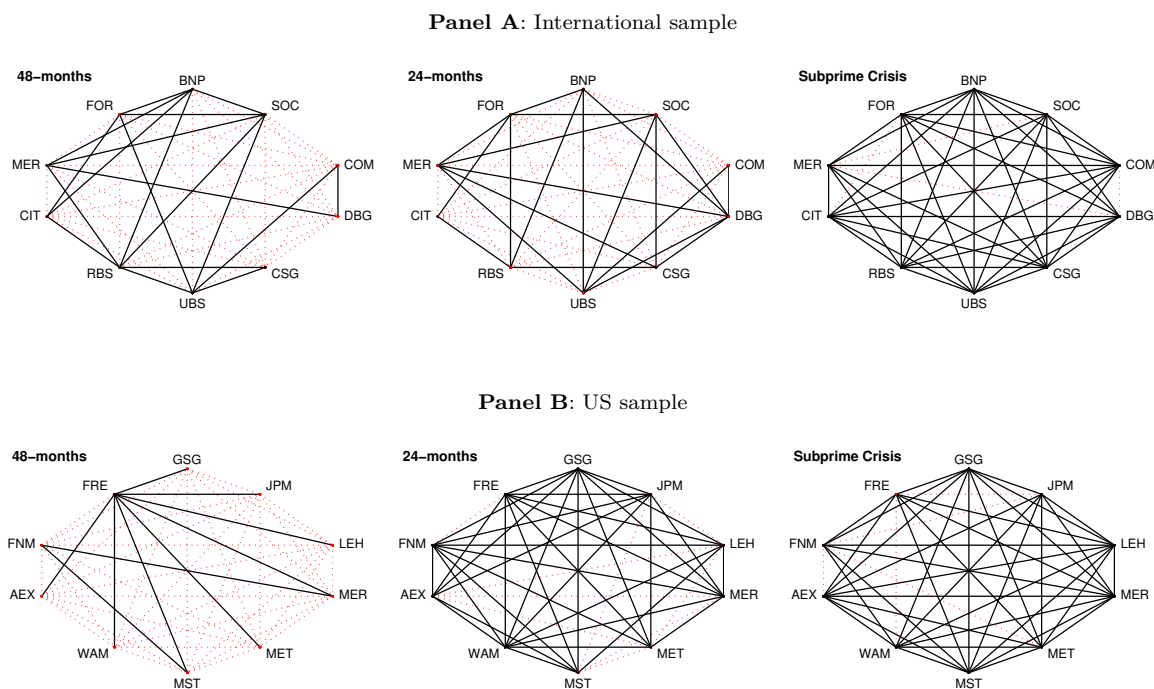 Panel A: International sample
48−months
24−months
Subprime Crisis
BNP
BNP
BNP
FOR
SOC
FOR
SOC
FOR
SOC
MER
COM
MER
COM
MER
COM
CIT
DBG
CIT
DBG
CIT
DBG
RBS
CSG
RBS
CSG
RBS
CSG
UBS
UBS
UBS
Panel B: US sample
48−months
24−months
Subprime Crisis
GSG
GSG
GSG
FRE
JPM
FRE
JPM
FRE
JPM
FNM
LEH
FNM
LEH
FNM
LEH
AEX
MER
AEX
MER
AEX
MER
WAM
MET
WAM
MET
WAM
MET
MST
MST
MST